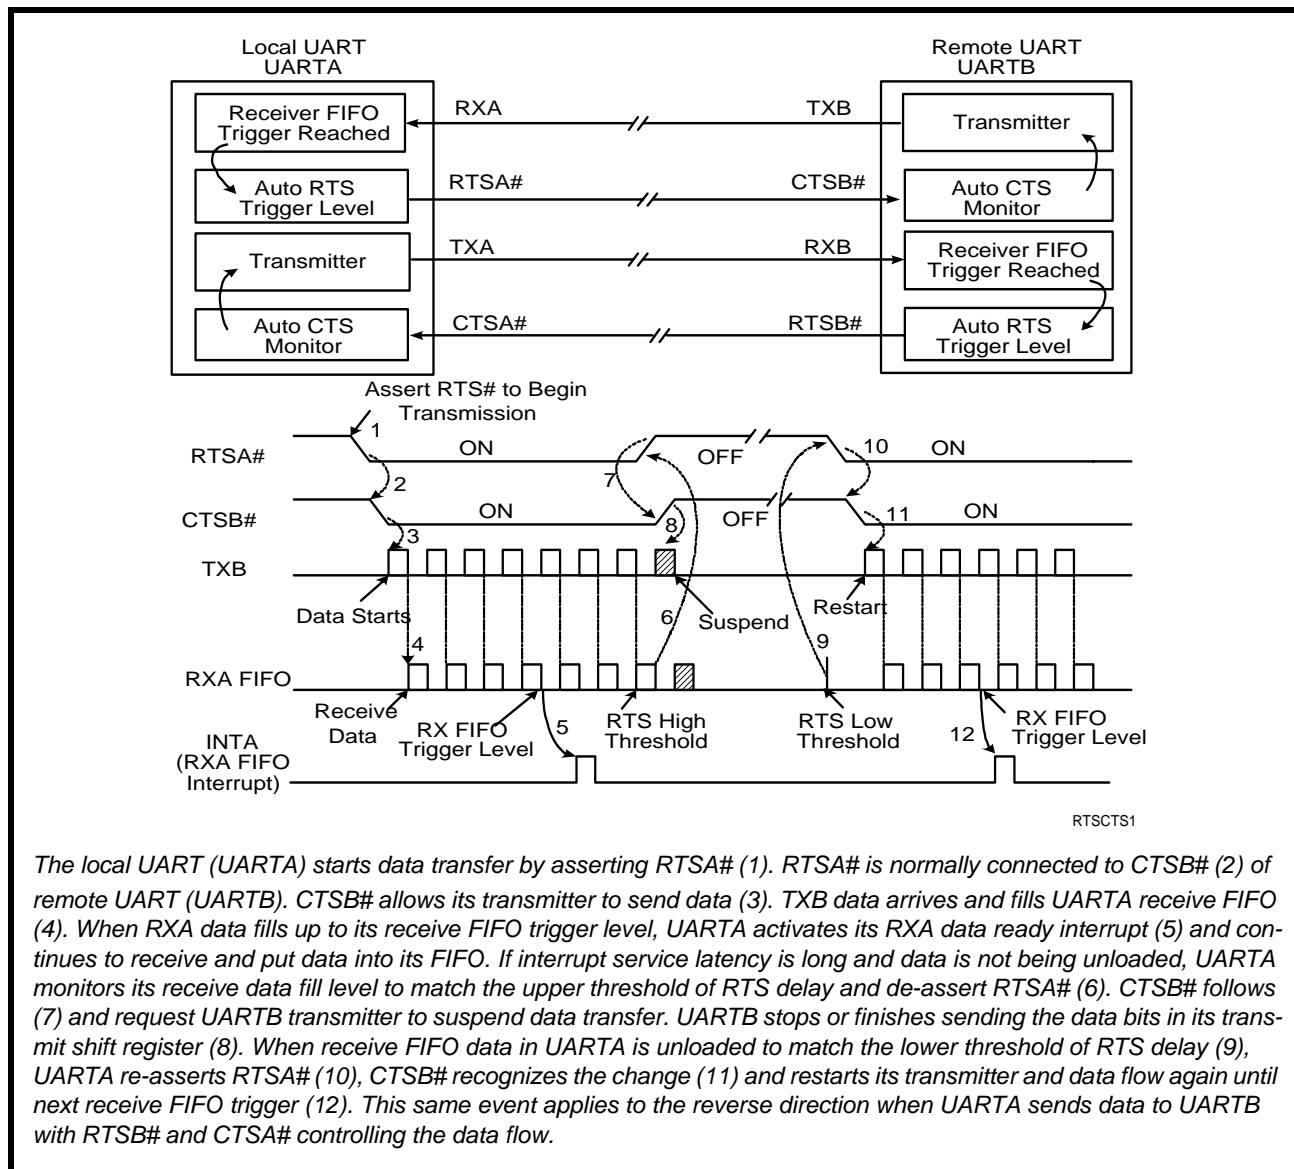 Local UART
UARTA
Remote UART
UARTB
Receiver FIFO
Trigger Reached
RXA
TXB
Transmitter
Auto RTS
Trigger Level
RTSA#
CTSB#
Auto CTS
Monitor
Transmitter
TXA
RXB
Receiver FIFO
Trigger Reached
Auto CTS
Monitor
CTSA#
RTSB#
Auto RTS
Trigger Level
Assert RTS# to Begin
Transmission
RTSA#
1
ON
OFF
10
ON
2
7
CTSB#
ON
8
OFF
11
ON
3
TXB
Data Starts
6
Suspend
Restart
4
9
RXA FIFO
Receive
Data
RX FIFO
Trigger Level
5
RTS High
Threshold
RTS Low
Threshold
12
RX FIFO
Trigger Level
INTA
(RXA FIFO
Interrupt)
RTSCTS1
The local UART (UARTA) starts data transfer by asserting RTSA# (1). RTSA# is normally connected to CTSB# (2) of
remote UART (UARTB). CTSB# allows its transmitter to send data (3). TXB data arrives and fills UARTA receive FIFO
(4). When RXA data fills up to its receive FIFO trigger level, UARTA activates its RXA data ready interrupt (5) and con-
tinues to receive and put data into its FIFO. If interrupt service latency is long and data is not being unloaded, UARTA
monitors its receive data fill level to match the upper threshold of RTS delay and de-assert RTSA# (6). CTSB# follows
(7) and request UARTB transmitter to suspend data transfer. UARTB stops or finishes sending the data bits in its trans-
mit shift register (8). When receive FIFO data in UARTA is unloaded to match the lower threshold of RTS delay (9),
UARTA re-asserts RTSA# (10), CTSB# recognizes the change (11) and restarts its transmitter and data flow again until
next receive FIFO trigger (12). This same event applies to the reverse direction when UARTA sends data to UARTB
with RTSB# and CTSA# controlling the data flow.